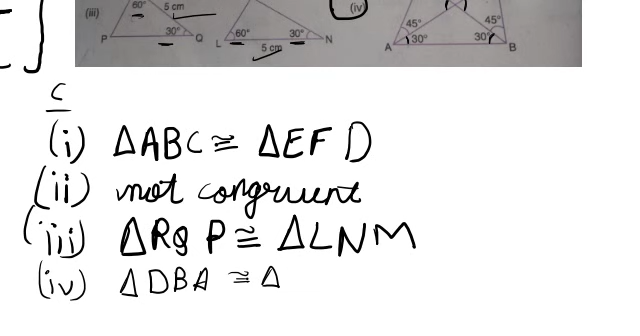 60° 5 cm
(iii) (iv)
30° 60° 30° 45° 45°
P Q L N 30° 30°
5 cm A B
C
(i) ΔABC ≅ ΔEFD
(ii) not congruent
(iii) ΔRQP ≅ ΔLNM
(iv) ΔDBA ≅ Δ